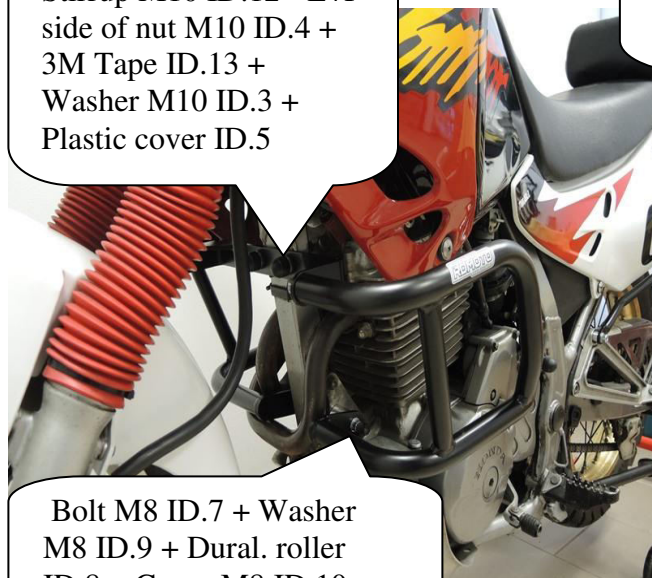 side of nut M10 ID.4 +
3M Tape ID.13 +
Washer M10 ID.3 +
Plastic cover ID.5
ReMoto
Bolt M8 ID.7 + Washer
M8 ID.9 + Dural. roller